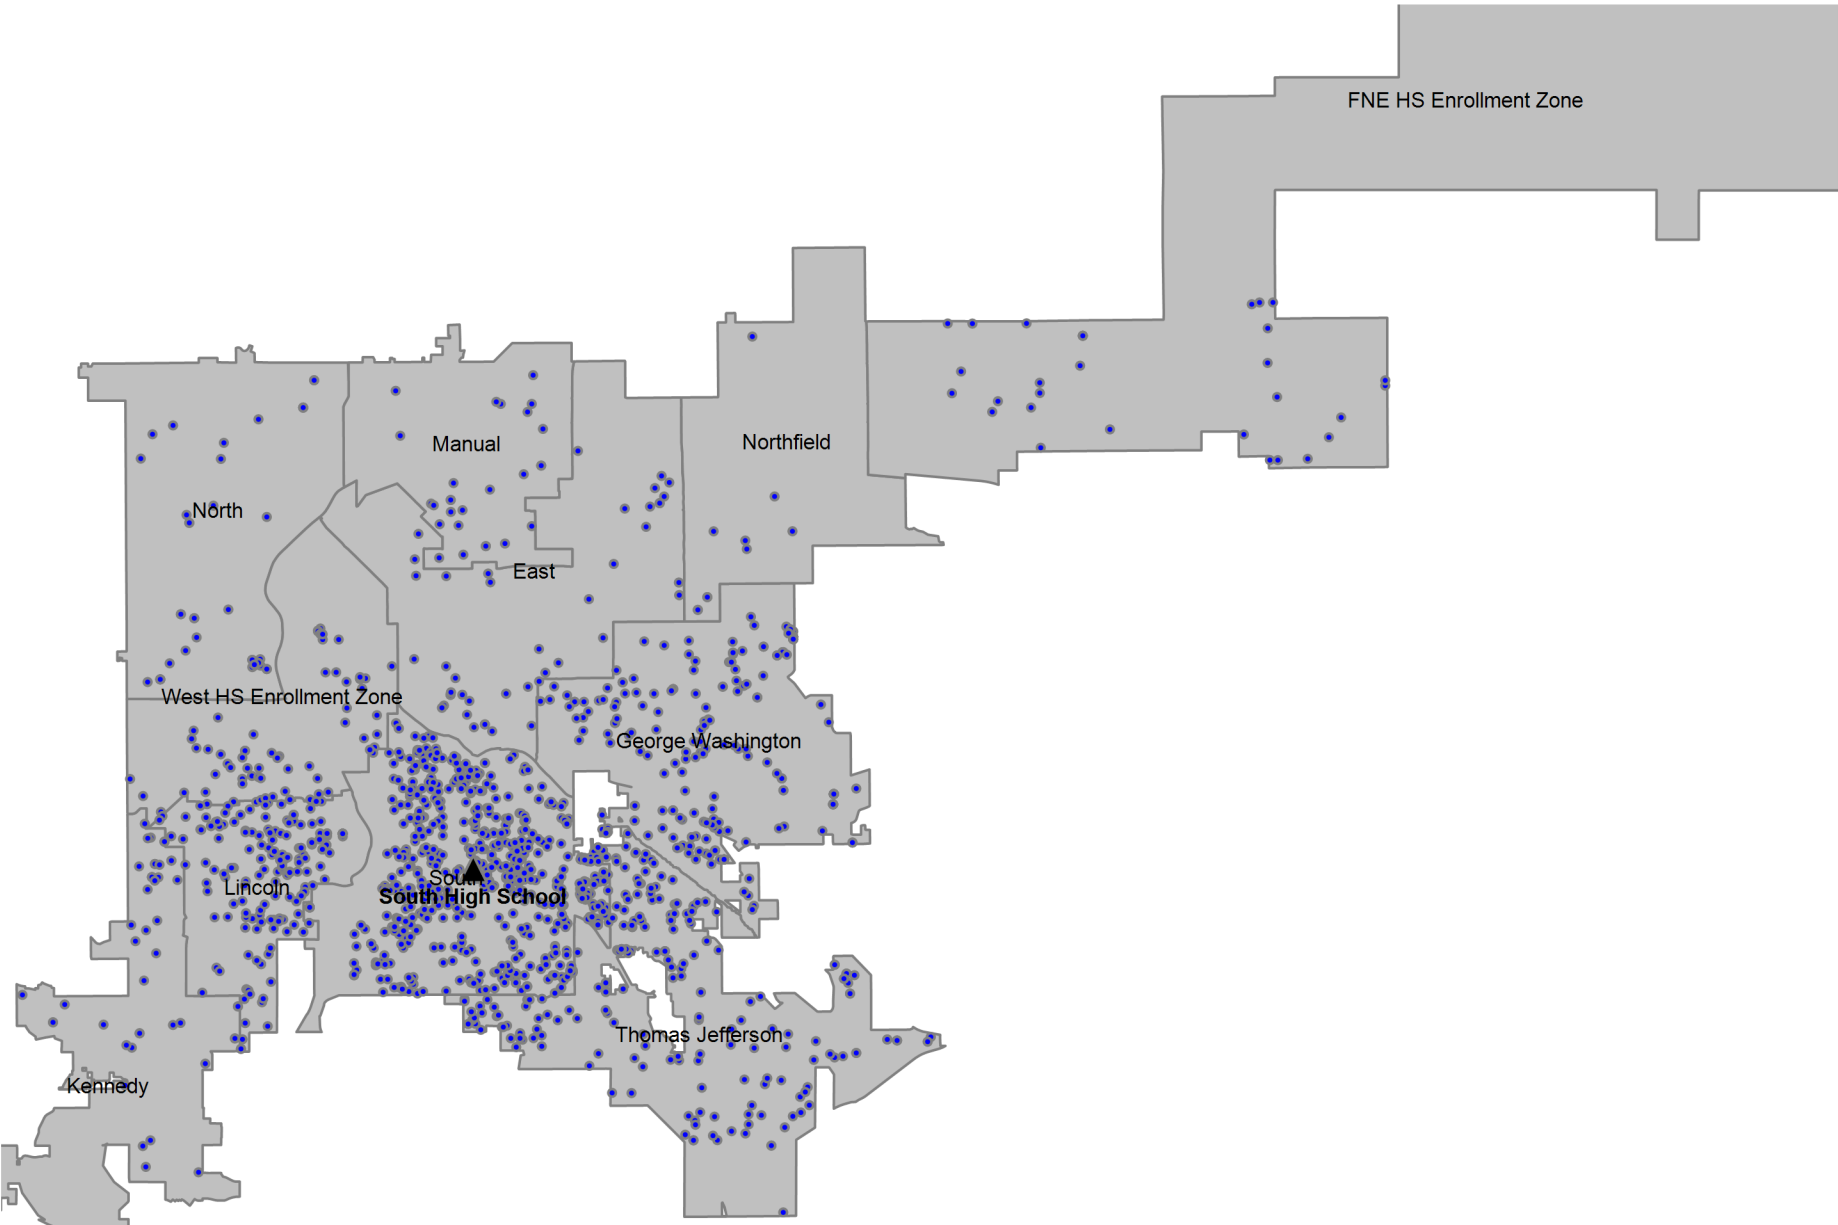 FNE HS Enrollment Zone
Manual
Northfield
North
East
West HS Enrollment Zone
George Washington
South
Lincoln
South High School
Thomas Jefferson
Kennedy